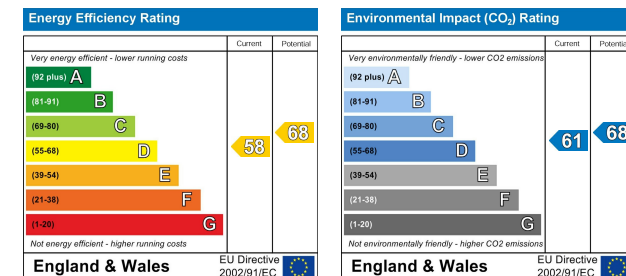 Energy Efficiency Rating
Current Potential
Very energy efficient - lower running costs
(92 plus) A
(81-91) B
(69-80) C
(55-68) D
(39-54) E
(21-38) F
(1-20) G
58
68
Not energy efficient - higher running costs
England & Wales
EU Directive
2002/91/EC
Environmental Impact (CO2) Rating
Current Potential
Very environmentally friendly - lower CO2 emissions
(92 plus) A
(81-91) B
(69-80) C
(55-68) D
(39-54) E
(21-38) F
(1-20) G
61
68
Not environmentally friendly - higher CO2 emissions
England & Wales
EU Directive
2002/91/EC